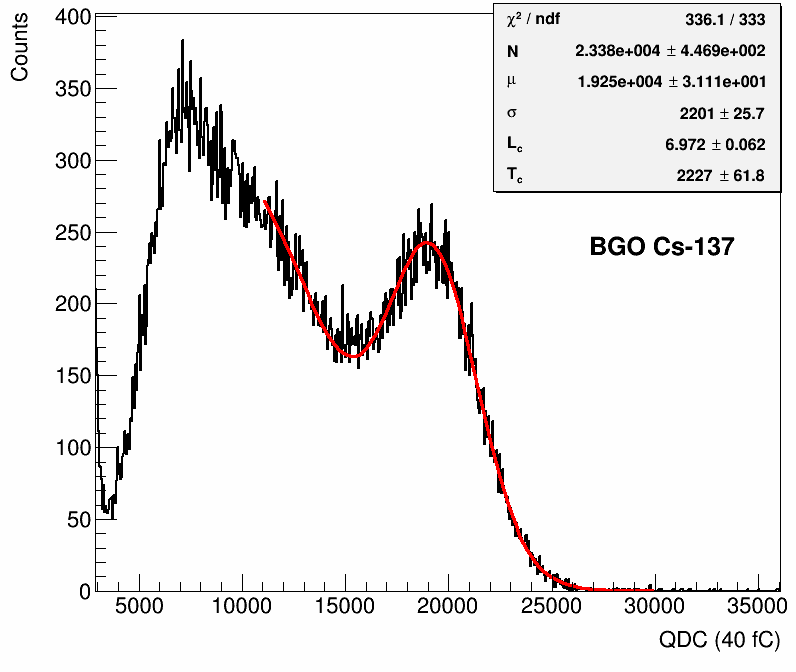 Counts
χ² / ndf 336.1 / 333
N 2.338e+004 ± 4.469e+002
μ 1.925e+004 ± 3.111e+001
σ 2201 ± 25.7
Lc 6.972 ± 0.062
Tc 2227 ± 61.8
BGO Cs-137
400
350
300
250
200
150
100
50
0
5000 10000 15000 20000 25000 30000 35000
QDC (40 fC)